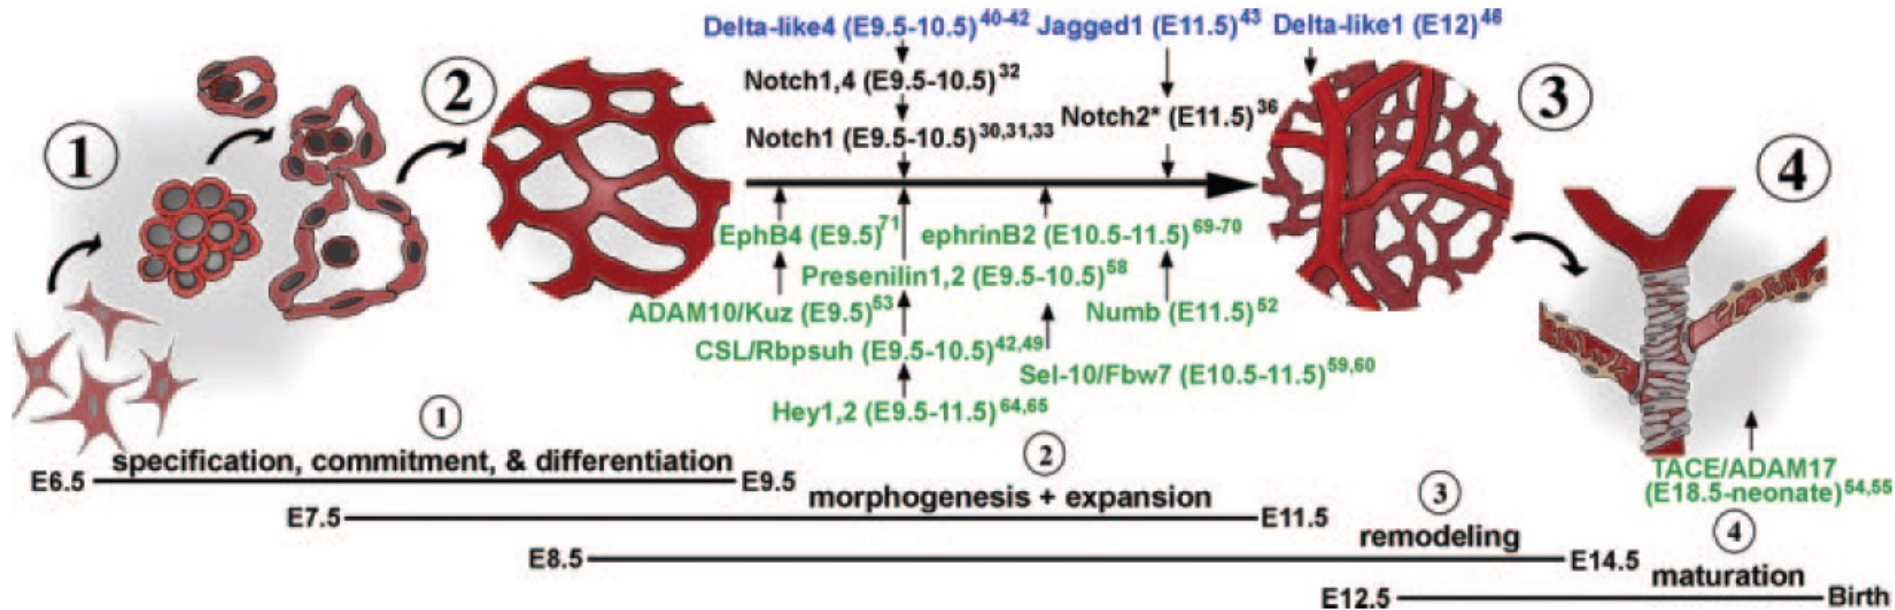 Delta-like4 (E9.5-10.5)40-42 Jagged1 (E11.5)43 Delta-like1 (E12)46
Notch1,4 (E9.5-10.5)32
Notch2* (E11.5)36
Notch1 (E9.5-10.5)30,31,33
1
2
3
4
EphB4 (E9.5)71 ephrinB2 (E10.5-11.5)69-70
Presenilin1,2 (E9.5-10.5)58
ADAM10/Kuz (E9.5)53 Numb (E11.5)52
CSL/Rbpsuh (E9.5-10.5)42,49
Sel-10/Fbw7 (E10.5-11.5)59,60
Hey1,2 (E9.5-11.5)64,65
TACE/ADAM17
(E18.5-neonate)54,55
1
specification, commitment, & differentiation
E6.5 E9.5
2
morphogenesis + expansion
E7.5 E11.5
3
remodeling
E8.5 E14.5
4
maturation
E12.5 Birth